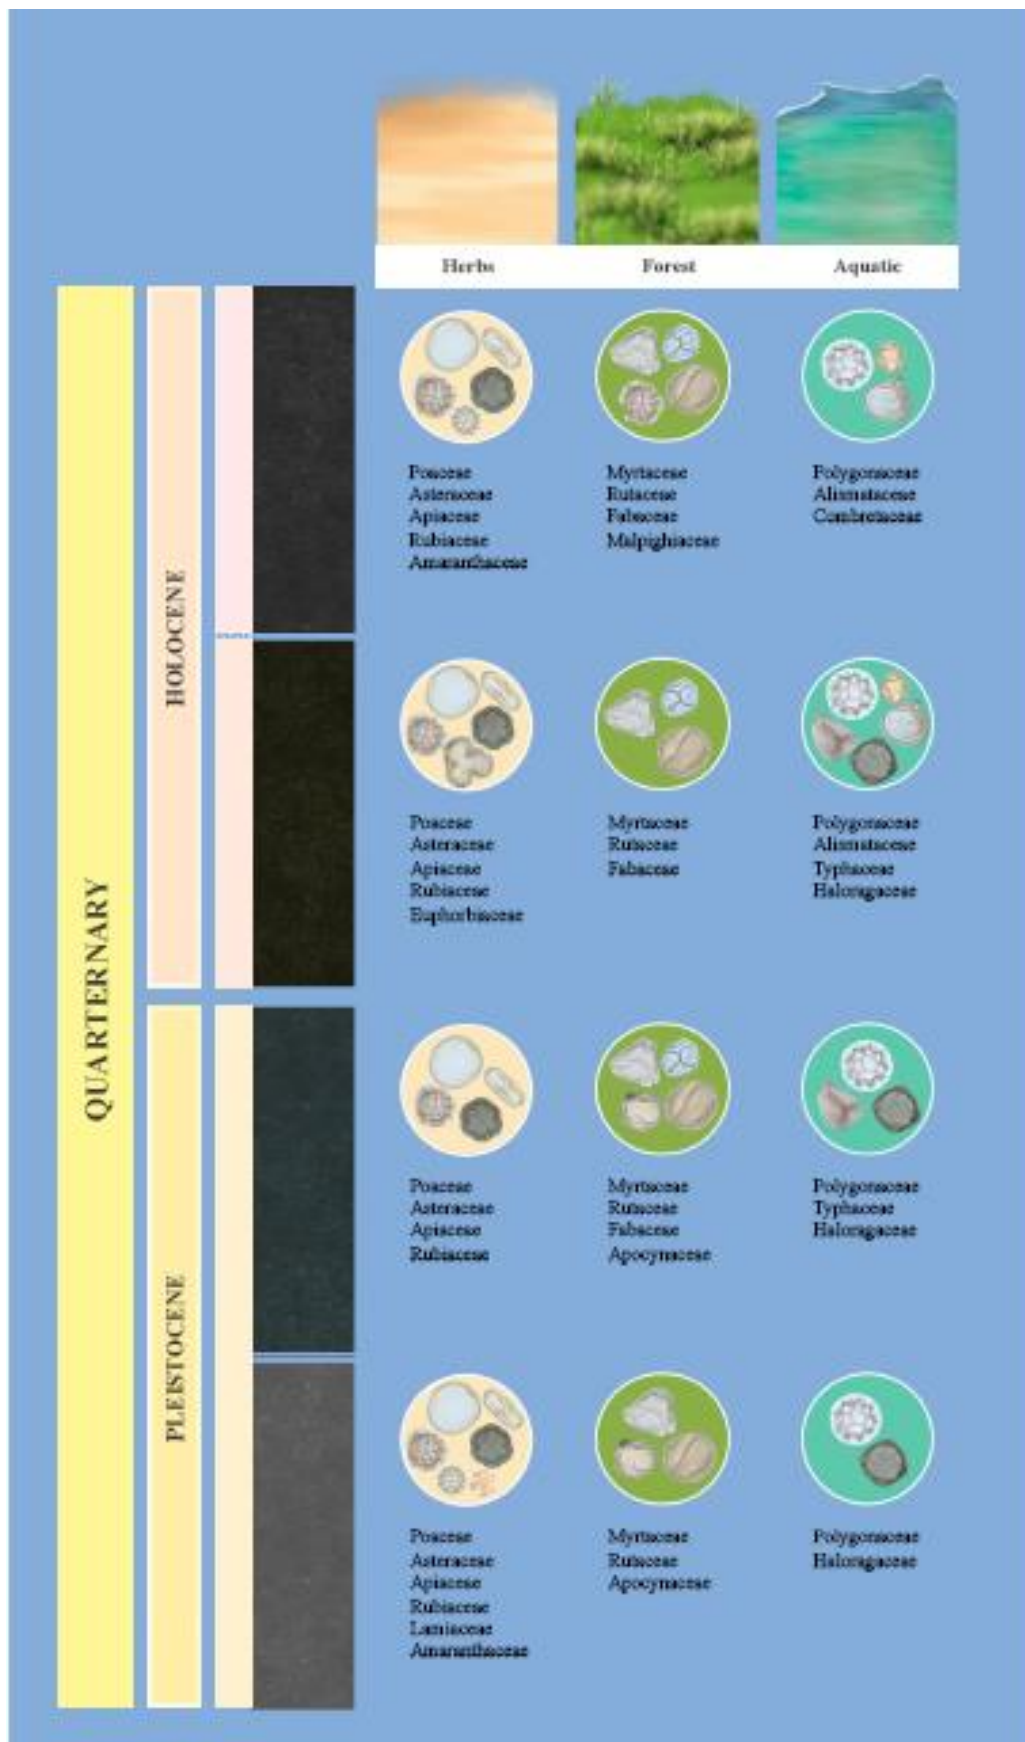 Herbs
Forest
Aquatic
QUARTERNARY
HOLOCENE
Poaceae
Asteraceae
Apiaceae
Rubiaceae
Amaranthaceae
Myrtaceae
Rutaceae
Fabaceae
Malpighiaceae
Polygonaceae
Alismataceae
Combretaceae
Poaceae
Asteraceae
Apiaceae
Rubiaceae
Euphorbiaceae
Myrtaceae
Rutaceae
Fabaceae
Polygonaceae
Alismataceae
Typhaceae
Haloragaceae
PLEISTOCENE
Poaceae
Asteraceae
Apiaceae
Rubiaceae
Myrtaceae
Rutaceae
Fabaceae
Apocynaceae
Polygonaceae
Typhaceae
Haloragaceae
Poaceae
Asteraceae
Apiaceae
Rubiaceae
Lamiaceae
Amaranthaceae
Myrtaceae
Rutaceae
Apocynaceae
Polygonaceae
Haloragaceae